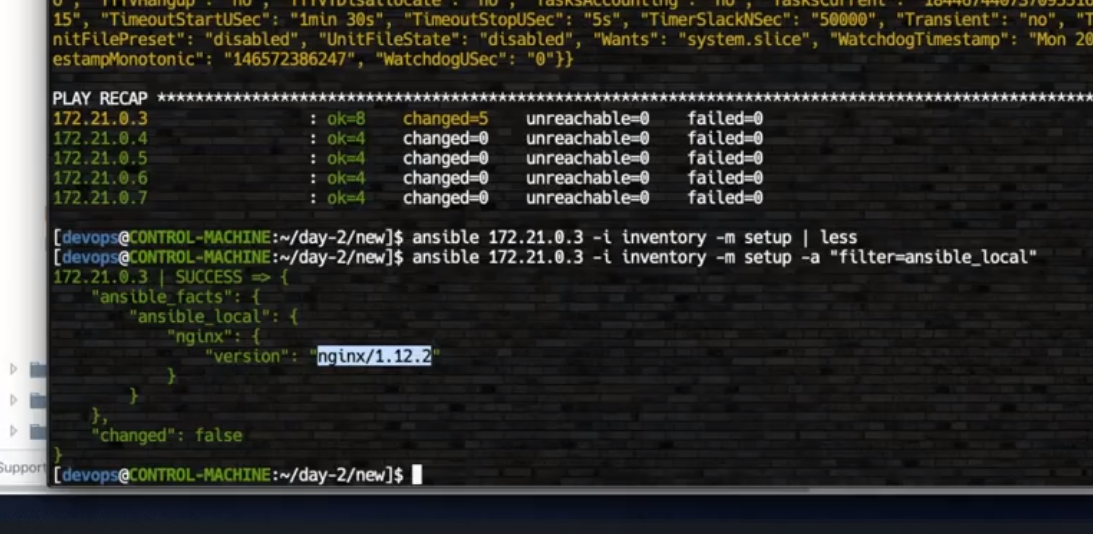 15", "TimeoutStartUSec": "1min 30s", "TimeoutStopUSec": "5s", "TimerSlackNSec": "50000", "Transient": "no", "T
nitFilePreset": "disabled", "UnitFileState": "disabled", "Wants": "system.slice", "WatchdogTimestamp": "Mon 20
estampMonotonic": "146572386247", "WatchdogUSec": "0"}}
PLAY RECAP ***************************************************************************************************
172.21.0.3 : ok=8 changed=5 unreachable=0 failed=0
172.21.0.4 : ok=4 changed=0 unreachable=0 failed=0
172.21.0.5 : ok=4 changed=0 unreachable=0 failed=0
172.21.0.6 : ok=4 changed=0 unreachable=0 failed=0
172.21.0.7 : ok=4 changed=0 unreachable=0 failed=0
[devops@CONTROL-MACHINE:~/day-2/new]$ ansible 172.21.0.3 -i inventory -m setup | less
[devops@CONTROL-MACHINE:~/day-2/new]$ ansible 172.21.0.3 -i inventory -m setup -a "filter=ansible_local"
172.21.0.3 | SUCCESS => {
"ansible_facts": {
"ansible_local": {
"nginx": {
"version": "nginx/1.12.2"
}
}
},
"changed": false
}
[devops@CONTROL-MACHINE:~/day-2/new]$
Support